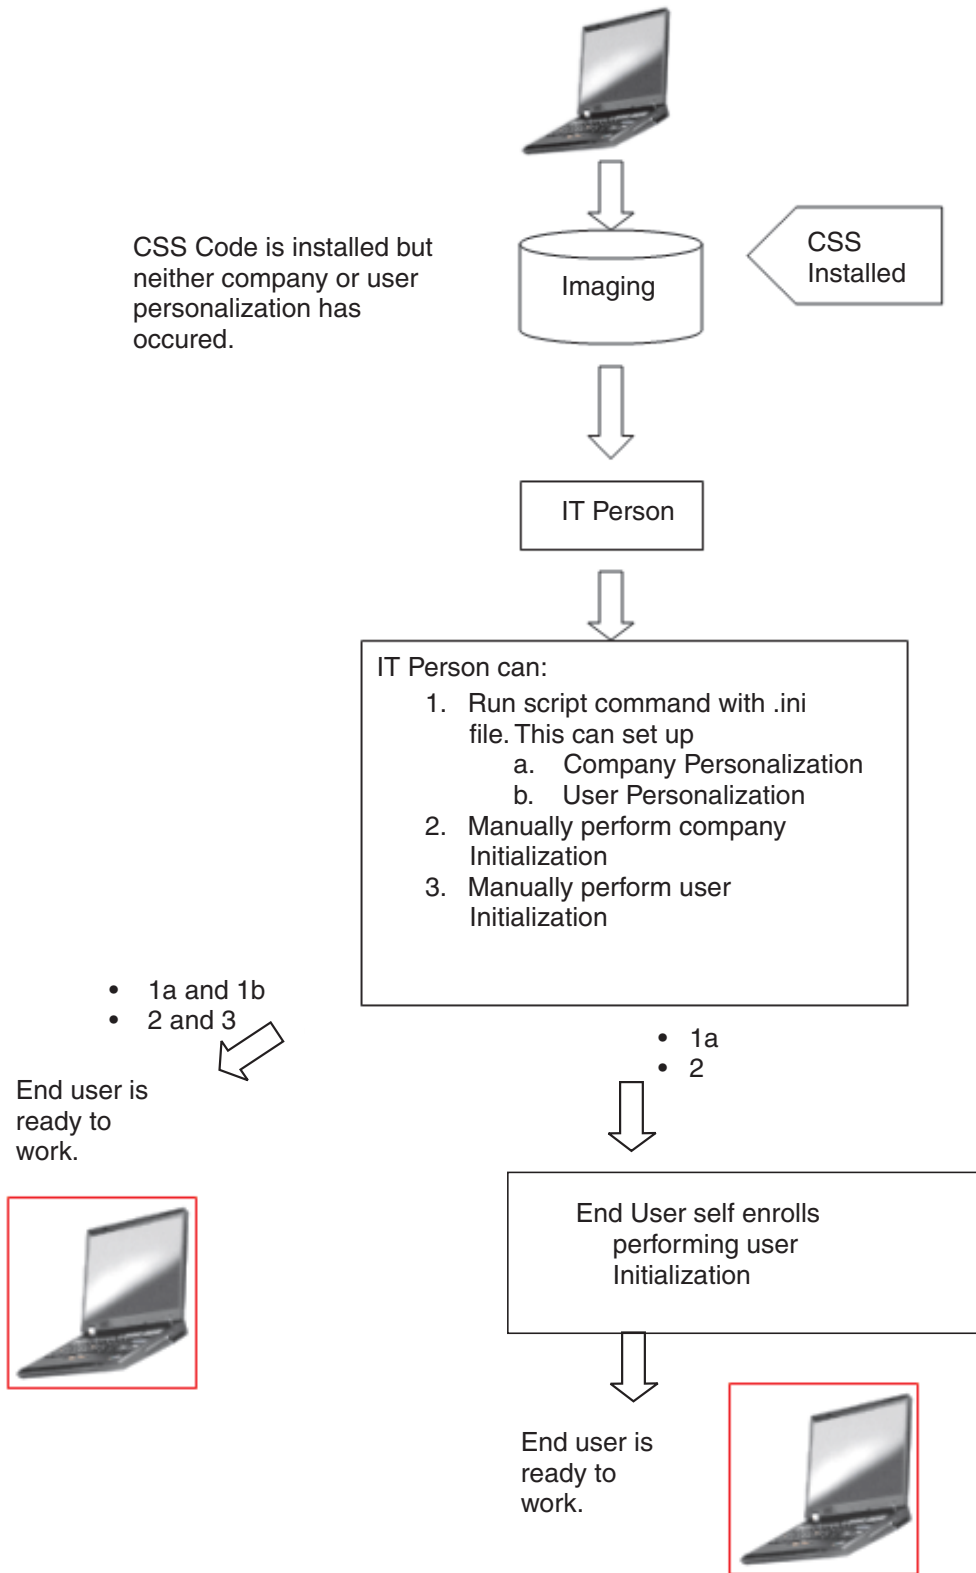 CSS Code is installed but
neither company or user
personalization has
occured.
Imaging
CSS
Installed
IT Person
IT Person can:
1. Run script command with .ini
file. This can set up
a. Company Personalization
b. User Personalization
2. Manually perform company
Initialization
3. Manually perform user
Initialization
• 1a and 1b
• 2 and 3
End user is
ready to
work.
• 1a
• 2
End User self enrolls
performing user
Initialization
End user is
ready to
work.